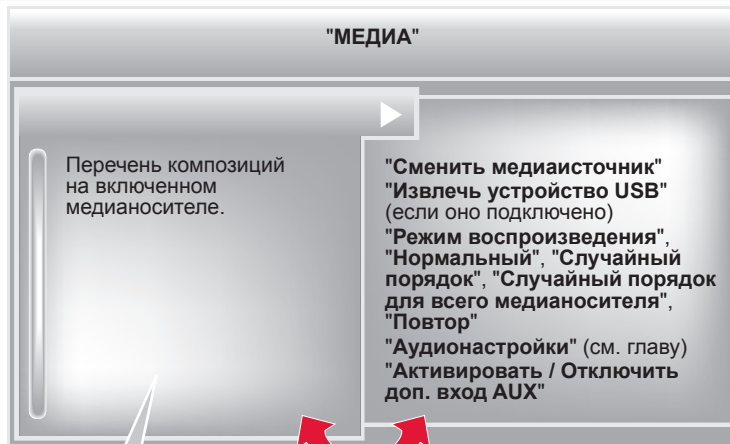 "МЕДИА"
Перечень композиций
на включенном
медианосителе.
"Сменить медиаисточник"
"Извлечь устройство USB"
(если оно подключено)
"Режим воспроизведения",
"Нормальный", "Случайный
порядок", "Случайный порядок
для всего медианосителя",
"Повтор"
"Аудионастройки" (см. главу)
"Активировать / Отключить
доп. вход AUX"